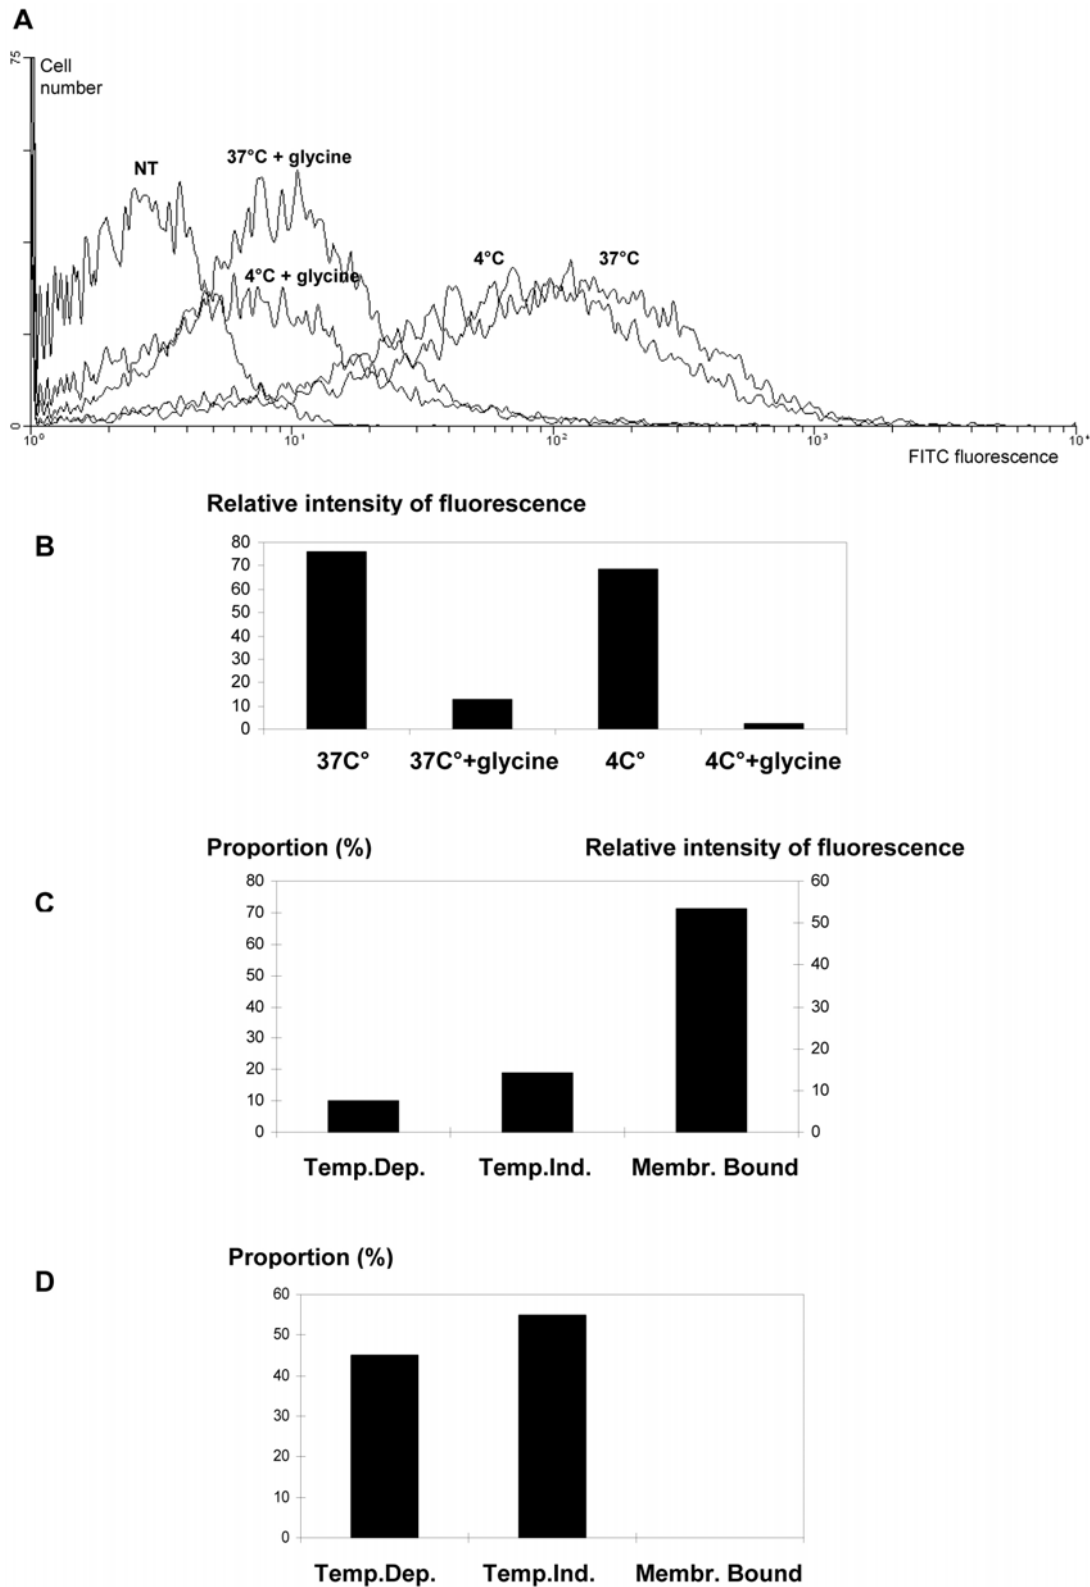 A
75
Cell
number
NT
37°C + glycine
4°C + glycine
4°C
37°C
0
10⁰ 10¹ 10² 10³ 10⁴
FITC fluorescence
Relative intensity of fluorescence
B
80
70
60
50
40
30
20
10
0
37C° 37C°+glycine 4C° 4C°+glycine
Proportion (%) Relative intensity of fluorescence
C
80 60
70 50
60
50 40
40 30
30
20 20
10 10
0 0
Temp.Dep. Temp.Ind. Membr. Bound
Proportion (%)
D
60
50
40
30
20
10
0
Temp.Dep. Temp.Ind. Membr. Bound